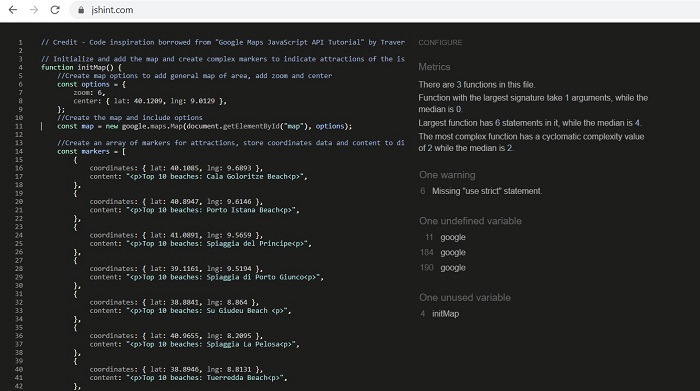 jshint.com
1 // Credit - Code inspiration borrowed from "Google Maps JavaScript API Tutorial" by Traver
2
3 // Initialize and add the map and create complex markers to indicate attractions of the is
4 function initMap() {
5 //Create map options to add general map of area, add zoom and center
6 const options = {
7 zoom: 6,
8 center: { lat: 40.1209, lng: 9.0129 },
9 };
10 //Create the map and include options
11 const map = new google.maps.Map(document.getElementById("map"), options);
12
13 //Create an array of markers for attractions, store coordinates data and content to di
14 const markers = [
15 {
16 coordinates: { lat: 40.1085, lng: 9.6893 },
17 content: "<p>Top 10 beaches: Cala Goloritze Beach<p>",
18 },
19 {
20 coordinates: { lat: 40.8947, lng: 9.6146 },
21 content: "<p>Top 10 beaches: Porto Istana Beach<p>",
22 },
23 {
24 coordinates: { lat: 41.0891, lng: 9.5659 },
25 content: "<p>Top 10 beaches: Spiaggia del Principe<p>",
26 },
27 {
28 coordinates: { lat: 39.1161, lng: 9.5194 },
29 content: "<p>Top 10 beaches: Spiaggia di Porto Giunco<p>",
30 },
31 {
32 coordinates: { lat: 38.8841, lng: 8.864 },
33 content: "<p>Top 10 beaches: Su Giudeu Beach <p>",
34 },
35 {
36 coordinates: { lat: 40.9655, lng: 8.2095 },
37 content: "<p>Top 10 beaches: Spiaggia La Pelosa<p>",
38 },
39 {
40 coordinates: { lat: 38.8946, lng: 8.8131 },
41 content: "<p>Top 10 beaches: Tuerredda Beach<p>",
42 },
CONFIGURE
Metrics
There are 3 functions in this file.
Function with the largest signature take 1 arguments, while the
median is 0.
Largest function has 6 statements in it, while the median is 4.
The most complex function has a cyclomatic complexity value
of 2 while the median is 2.
One warning
6 Missing "use strict" statement.
One undefined variable
11 google
184 google
190 google
One unused variable
4 initMap